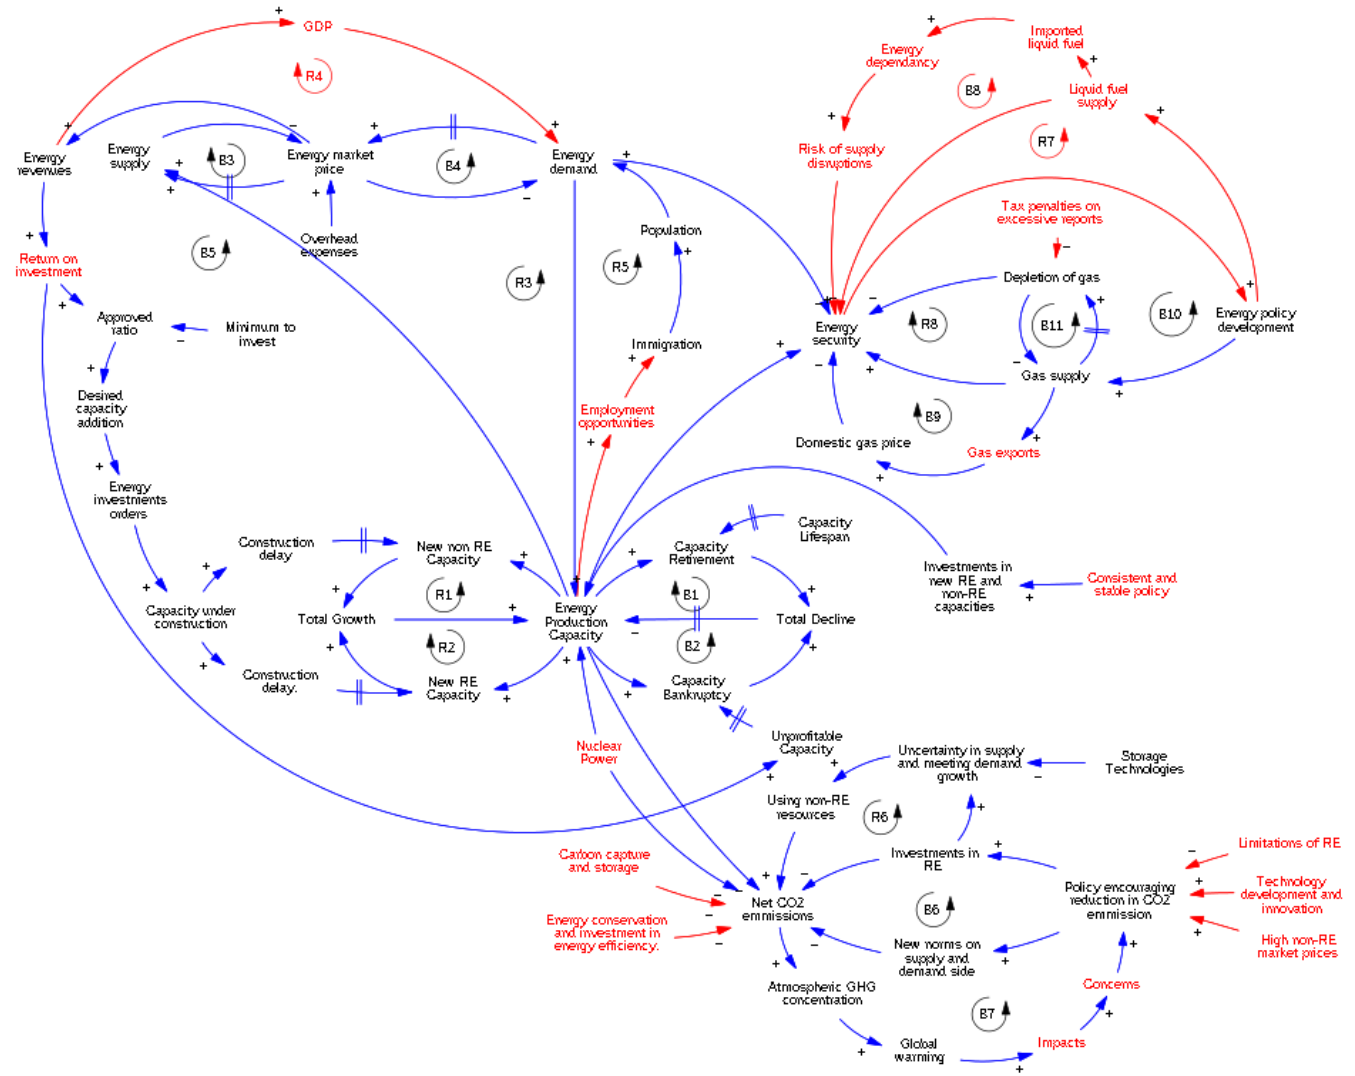 GDP
R4
Energy
revenues
Energy
supply
B3
Energy market
price
B4
Energy
demand
Overhead
expenses
B5
R3
R5
Population
Immigration
Employment
opportunities
Return on
investment
Approved
ratio
Minimum to
invest
Desired
capacity
addition
Energy
investments
orders
Capacity under
construction
Construction
delay
Construction
delay.
New non RE
Capacity
R1
Total Growth
R2
New RE
Capacity
Energy
Production
Capacity
Capacity
Retirement
Capacity
Lifespan
B1
Total Decline
B2
Capacity
Bankruptcy
Unprofitable
Capacity
Investments in
new RE and
non-RE
capacities
Consistent and
stable policy
Imported
liquid fuel
Energy
dependancy
B8
Liquid fuel
supply
R7
Risk of supply
disruptions
Tax penalties on
excessive reports
Depletion of gas
Energy
security
R8
B11
B10
Energy policy
development
Gas supply
B9
Domestic gas price
Gas exports
Nuclear
Power
Uncertainty in supply
and meeting demand
growth
Storage
Technologies
Using non-RE
resources
R6
Investments in
RE
Limitations of RE
Carbon capture
and storage
Technology
development and
innovation
Policy encouraging
reduction in CO2
emmission
Net CO2
emmissions
B6
Energy conservation
and investment in
energy efficiency.
High non-RE
market prices
New norms on
supply and
demand side
Atmospheric GHG
concentration
Concerns
B7
Global
warming
Impacts